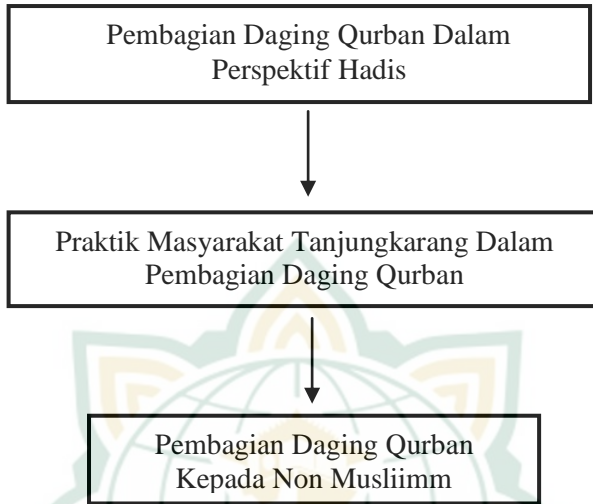 Pembagian Daging Qurban Dalam
Perspektif Hadis
Praktik Masyarakat Tanjungkarang Dalam
Pembagian Daging Qurban
Pembagian Daging Qurban
Kepada Non Musliimm